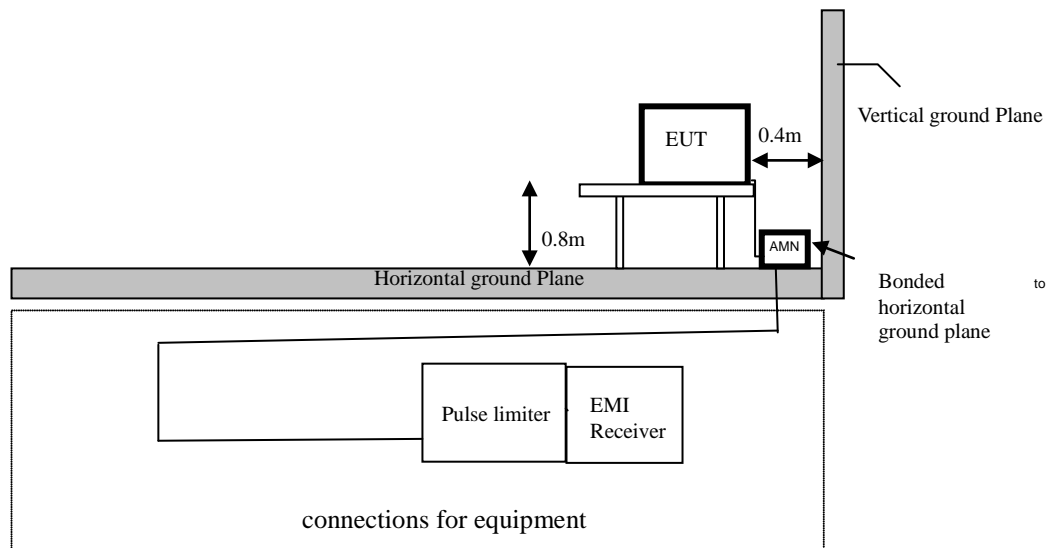 EUT
0.4m
Vertical ground Plane
0.8m
AMN
Horizontal ground Plane
Bonded to
horizontal
ground plane
Pulse limiter
EMI
Receiver
connections for equipment